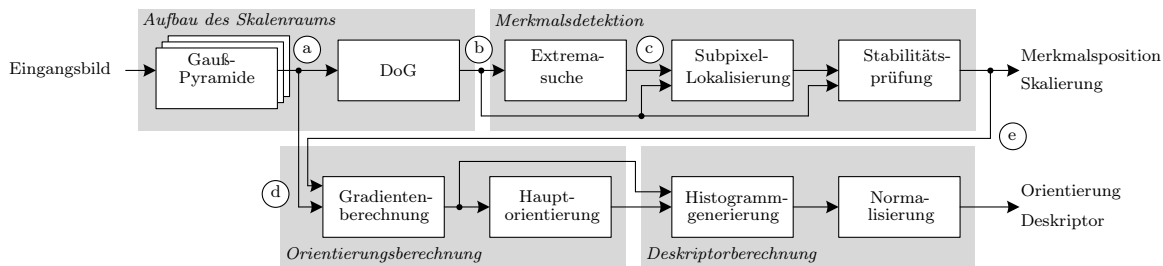 Aufbau des Skalenraums
Merkmalsdetektion
Eingangsbild
Gauß-
Pyramide
a
DoG
b
Extrema-
suche
c
Subpixel-
Lokalisierung
Stabilitäts-
prüfung
Merkmalsposition
Skalierung
e
d
Gradienten-
berechnung
Haupt-
orientierung
Histogramm-
generierung
Norma-
lisierung
Orientierung
Deskriptor
Orientierungsberechnung
Deskriptorberechnung